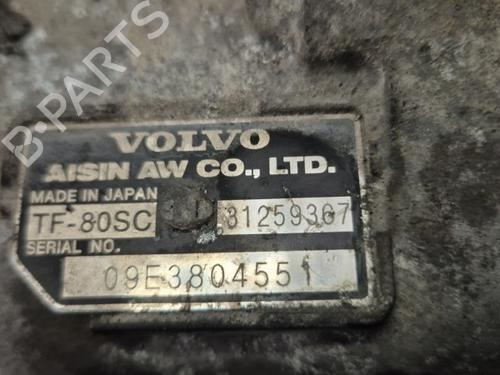 B-PARTS
VOLVO
AISIN AW CO., LTD.
MADE IN JAPAN
TF-80SC 31259367
SERIAL NO.
09E3804551